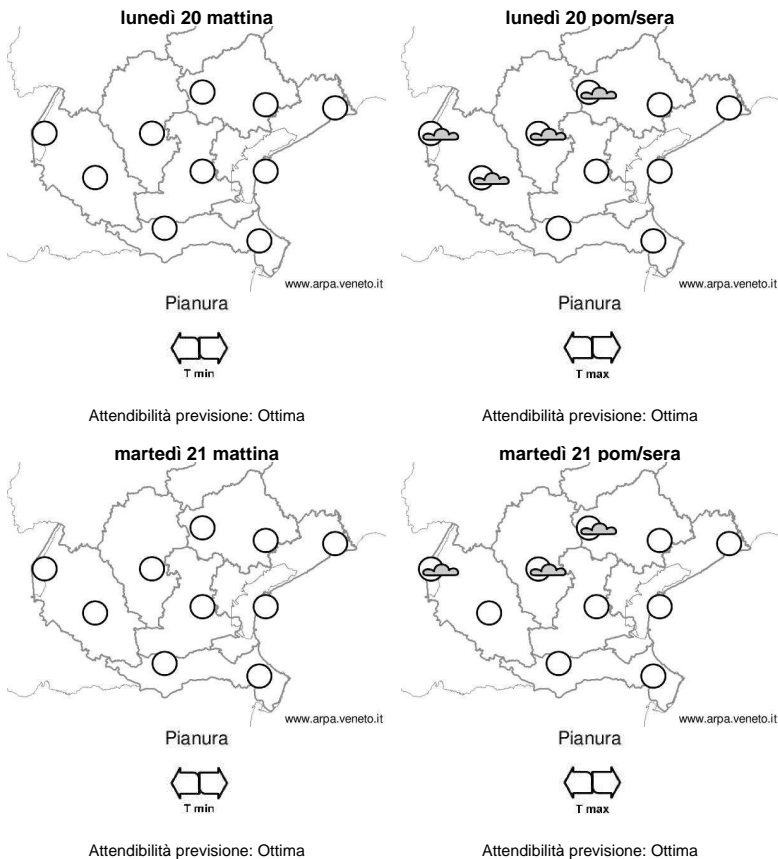 lunedì 20 mattina
www.arpa.veneto.it
Pianura
T min
Attendibilità previsione: Ottima
lunedì 20 pom/sera
www.arpa.veneto.it
Pianura
T max
Attendibilità previsione: Ottima
martedì 21 mattina
www.arpa.veneto.it
Pianura
T min
Attendibilità previsione: Ottima
martedì 21 pom/sera
www.arpa.veneto.it
Pianura
T max
Attendibilità previsione: Ottima